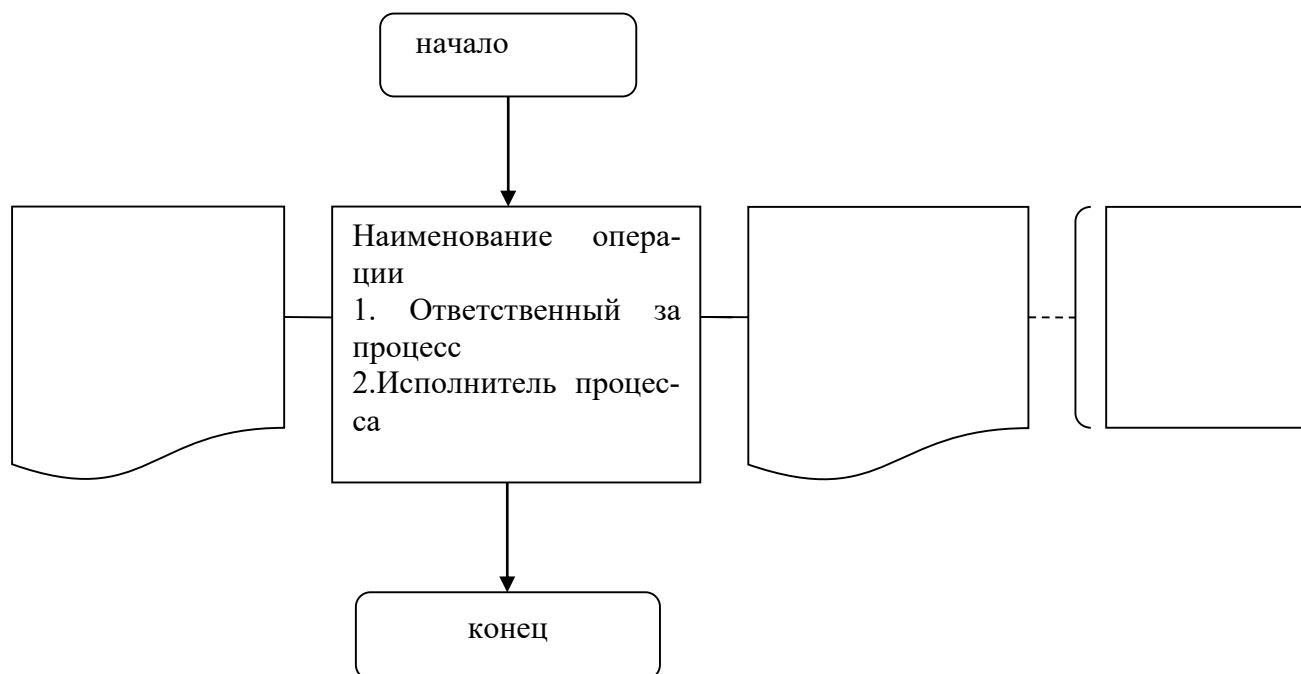 начало
Наименование опера-
ции
1. Ответственный за
процесс
2.Исполнитель процес-
са
конец